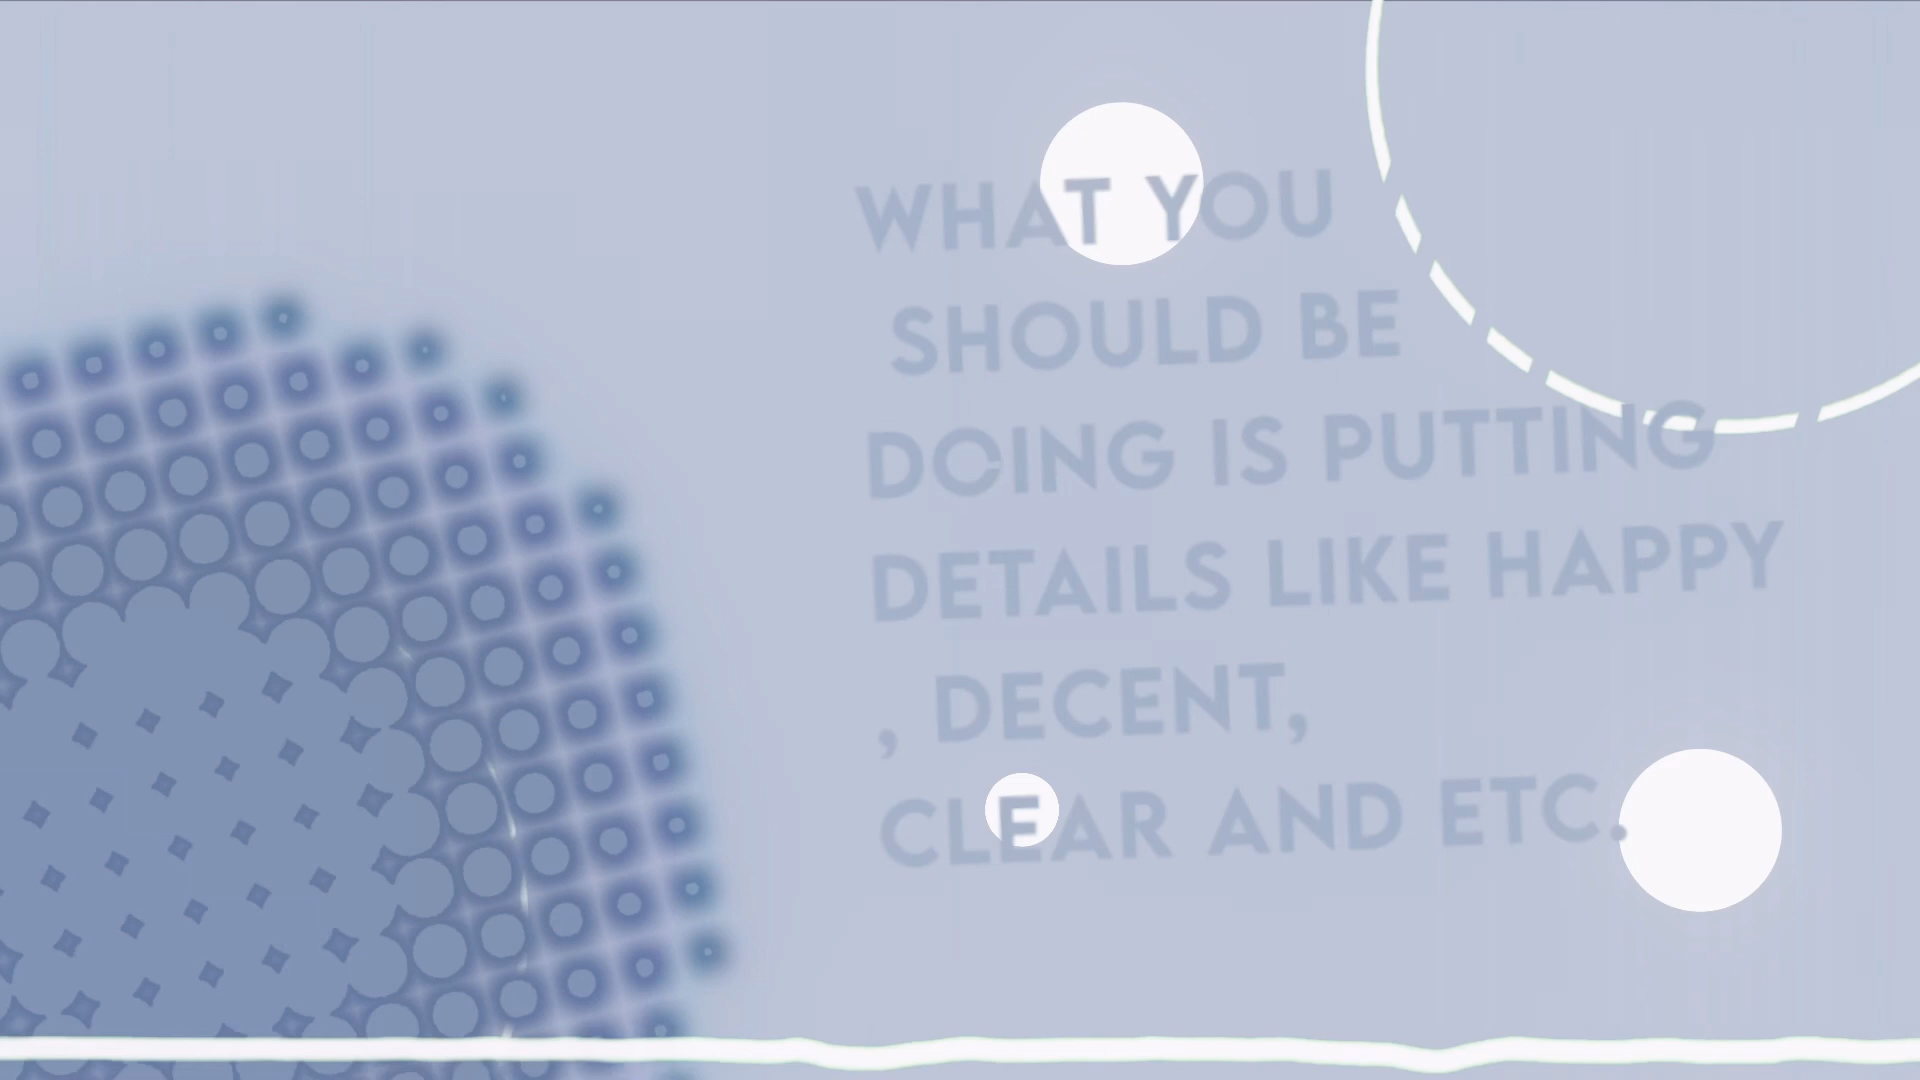 WHAT YOU
SHOULD BE
DOING IS PUTTING
DETAILS LIKE HAPPY
, DECENT,
CLEAR AND ETC.